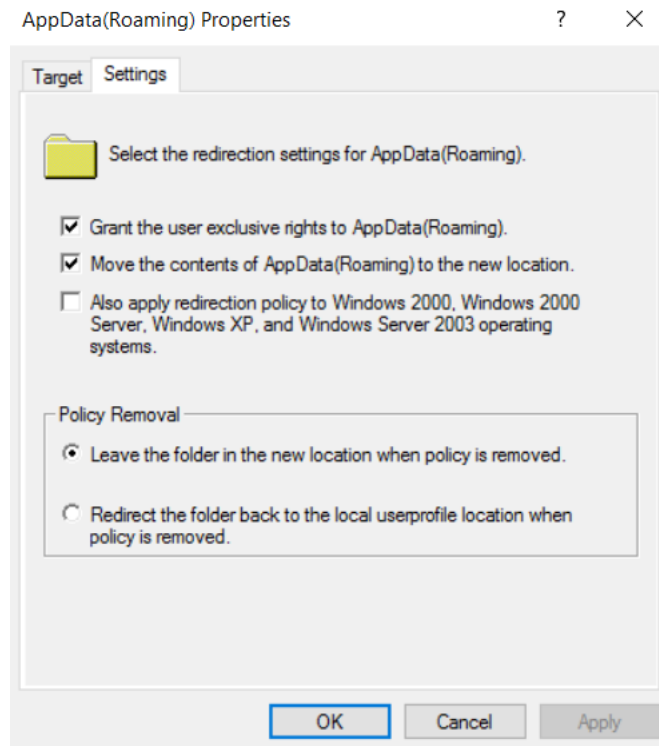 AppData(Roaming) Properties
?
Target
Settings
Select the redirection settings for AppData(Roaming).
Grant the user exclusive rights to AppData(Roaming).
Move the contents of AppData(Roaming) to the new location.
Also apply redirection policy to Windows 2000, Windows 2000
Server, Windows XP, and Windows Server 2003 operating
systems.
Policy Removal
Leave the folder in the new location when policy is removed.
Redirect the folder back to the local userprofile location when
policy is removed.
OK
Cancel
Apply